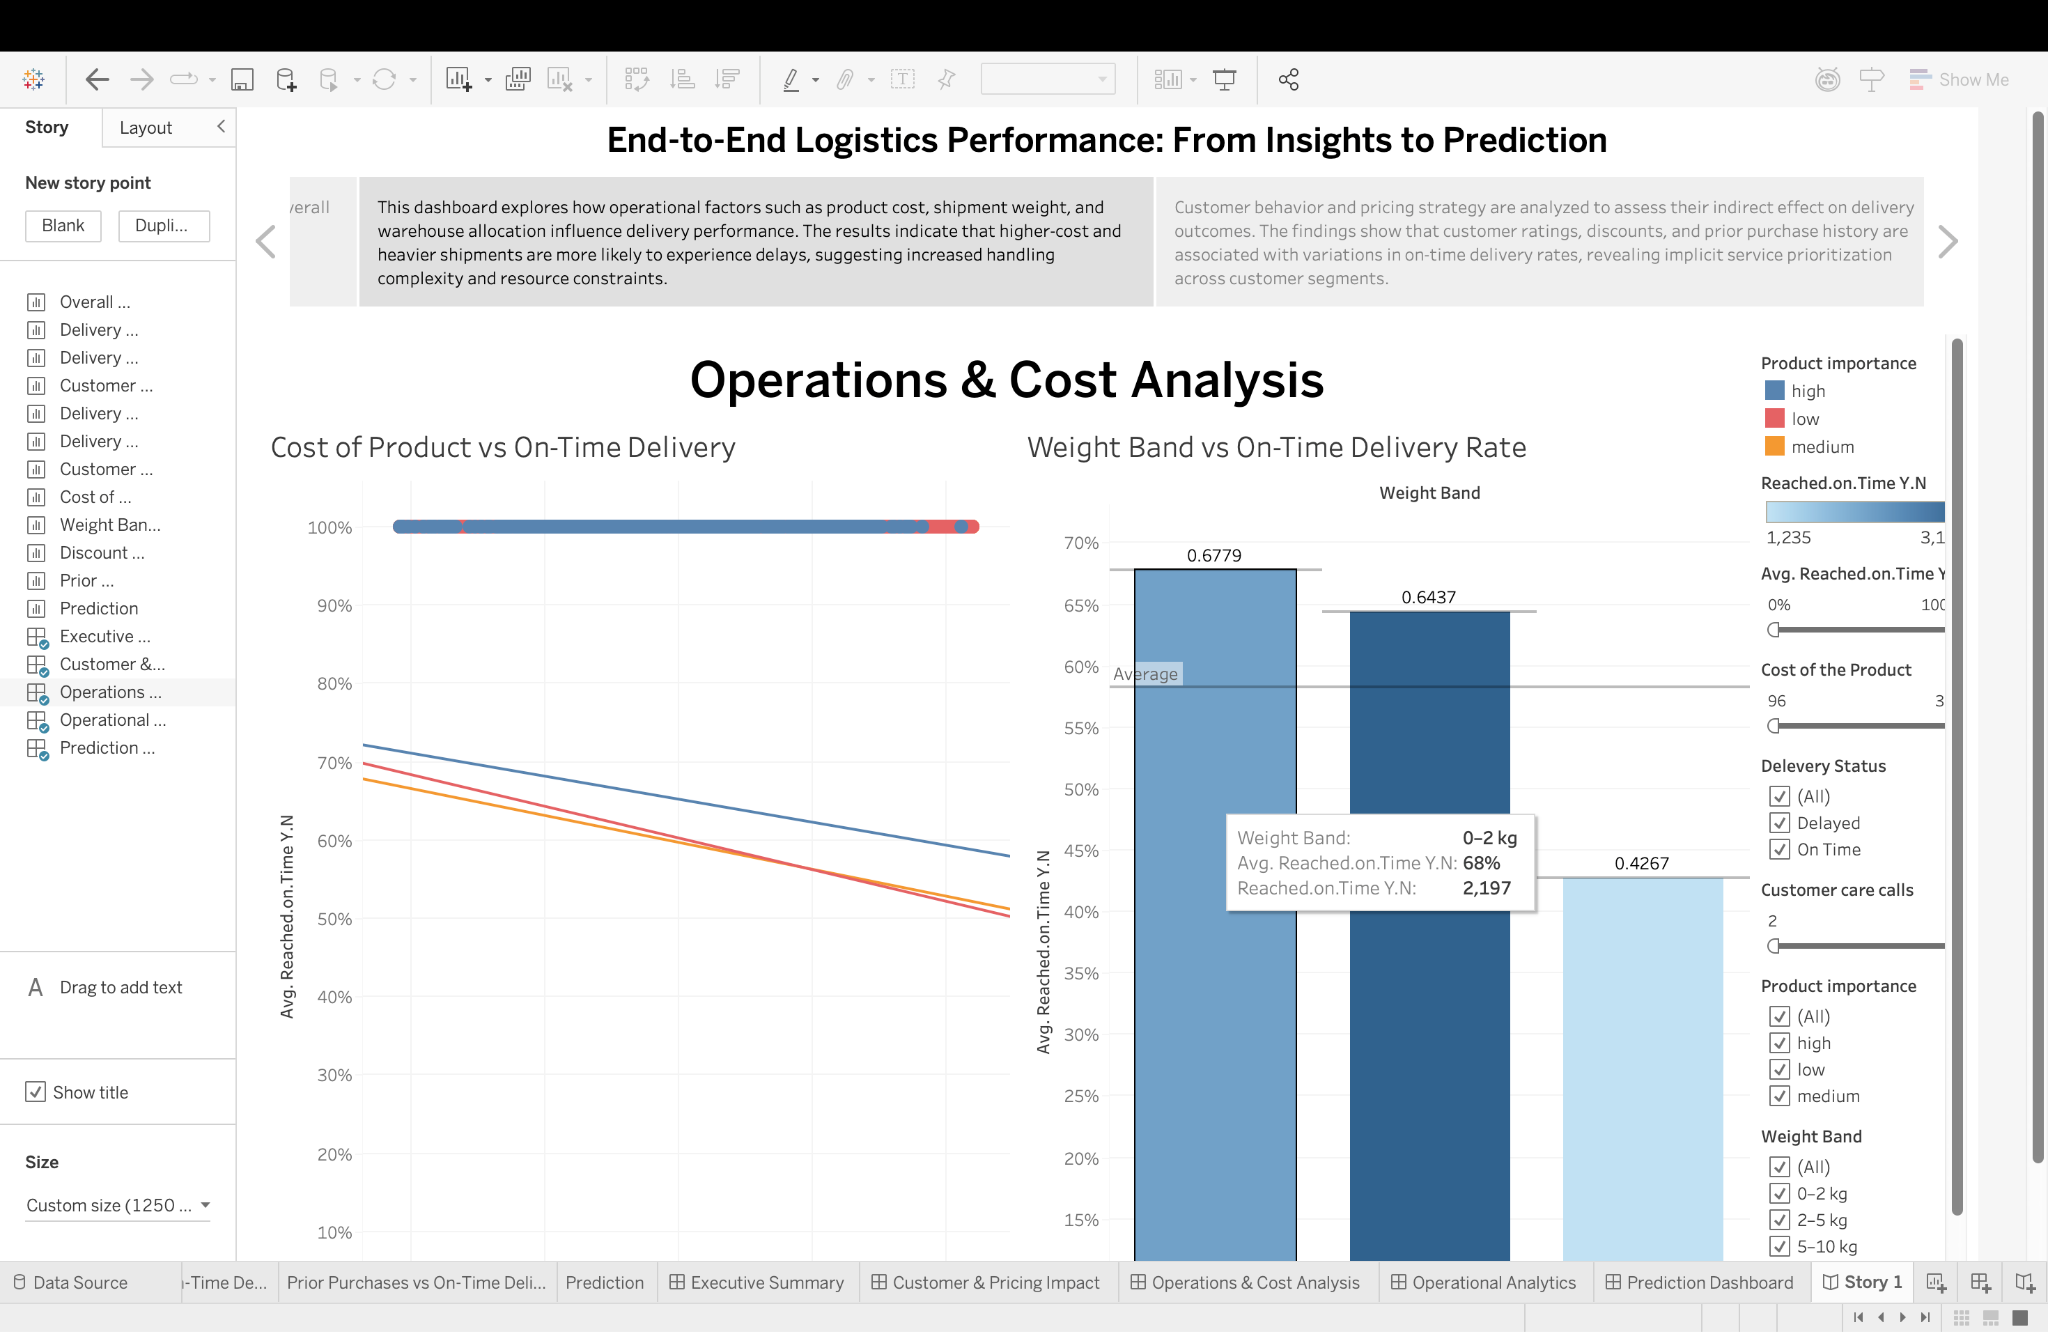 Show Me
Story
Layout
New story point
Blank
Dupli...
Overall ...
Delivery ...
Delivery ...
Customer ...
Delivery ...
Delivery ...
Customer ...
Cost of ...
Weight Ban...
Discount ...
Prior ...
Prediction
Executive ...
Customer &...
Operations ...
Operational ...
Prediction ...
A Drag to add text
Show title
Size
Custom size (1250 ...
End-to-End Logistics Performance: From Insights to Prediction
verall
This dashboard explores how operational factors such as product cost, shipment weight, and
warehouse allocation influence delivery performance. The results indicate that higher-cost and
heavier shipments are more likely to experience delays, suggesting increased handling
complexity and resource constraints.
Customer behavior and pricing strategy are analyzed to assess their indirect effect on delivery
outcomes. The findings show that customer ratings, discounts, and prior purchase history are
associated with variations in on-time delivery rates, revealing implicit service prioritization
across customer segments.
Operations & Cost Analysis
Cost of Product vs On-Time Delivery
Avg. Reached.on.Time Y.N
100%
90%
80%
70%
60%
50%
40%
30%
20%
10%
Weight Band vs On-Time Delivery Rate
Weight Band
Avg. Reached.on.Time Y.N
70%
65%
60%
55%
50%
45%
40%
35%
30%
25%
20%
15%
0.6779
0.6437
0.4267
Average
Weight Band: 0–2 kg
Avg. Reached.on.Time Y.N: 68%
Reached.on.Time Y.N: 2,197
Product importance
high
low
medium
Reached.on.Time Y.N
1,235 3,1
Avg. Reached.on.Time Y
0% 100
Cost of the Product
96 3
Delevery Status
(All)
Delayed
On Time
Customer care calls
2
Product importance
(All)
high
low
medium
Weight Band
(All)
0–2 kg
2–5 kg
5–10 kg
Data Source
-Time De...
Prior Purchases vs On-Time Deli...
Prediction
Executive Summary
Customer & Pricing Impact
Operations & Cost Analysis
Operational Analytics
Prediction Dashboard
Story 1